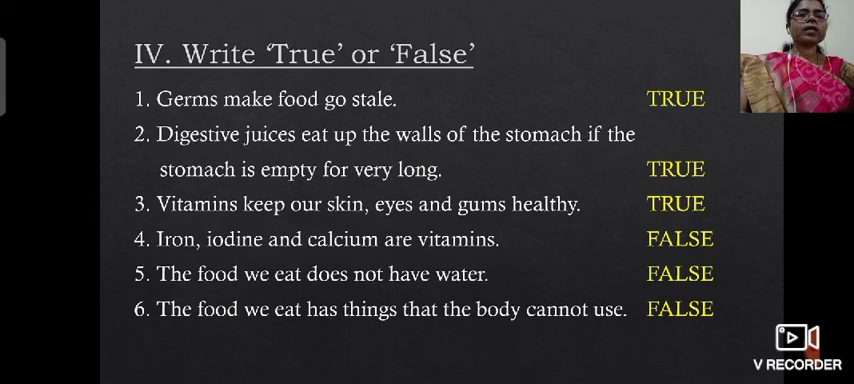 IV. Write ‘True’ or ‘False’
1. Germs make food go stale. TRUE
2. Digestive juices eat up the walls of the stomach if the
stomach is empty for very long. TRUE
3. Vitamins keep our skin, eyes and gums healthy. TRUE
4. Iron, iodine and calcium are vitamins. FALSE
5. The food we eat does not have water. FALSE
6. The food we eat has things that the body cannot use. FALSE
V RECORDER